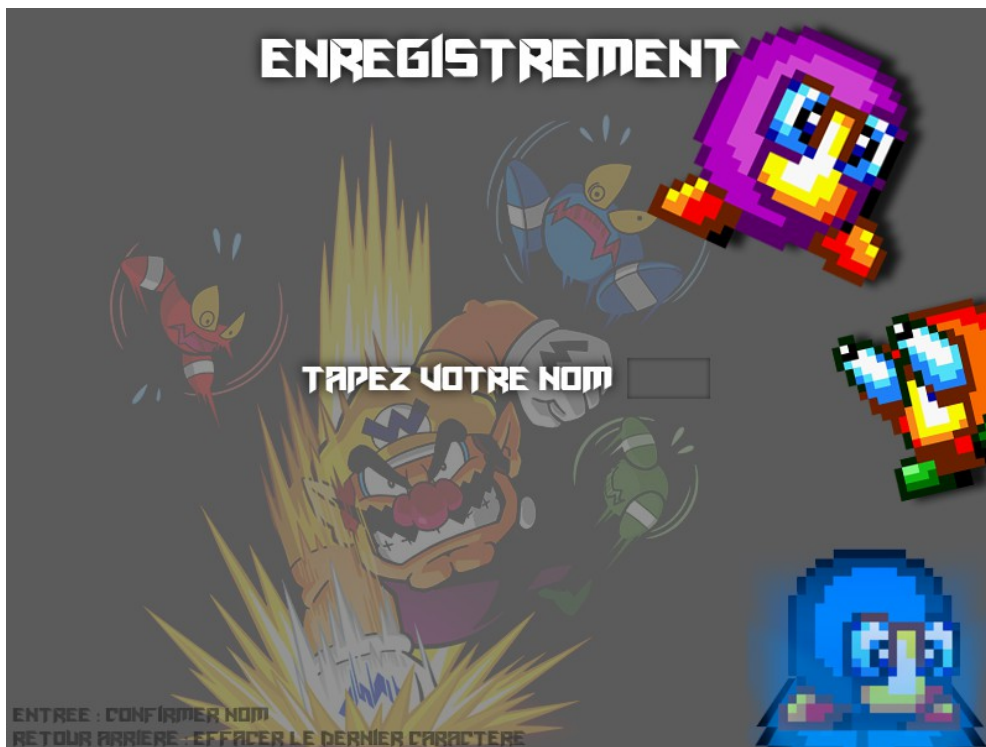 ENREGISTREMENT
TAPEZ VOTRE NOM
ENTREE : CONFIRMER NOM
RETOUR ARRIERE : EFFACER LE DERNIER CARACTERE